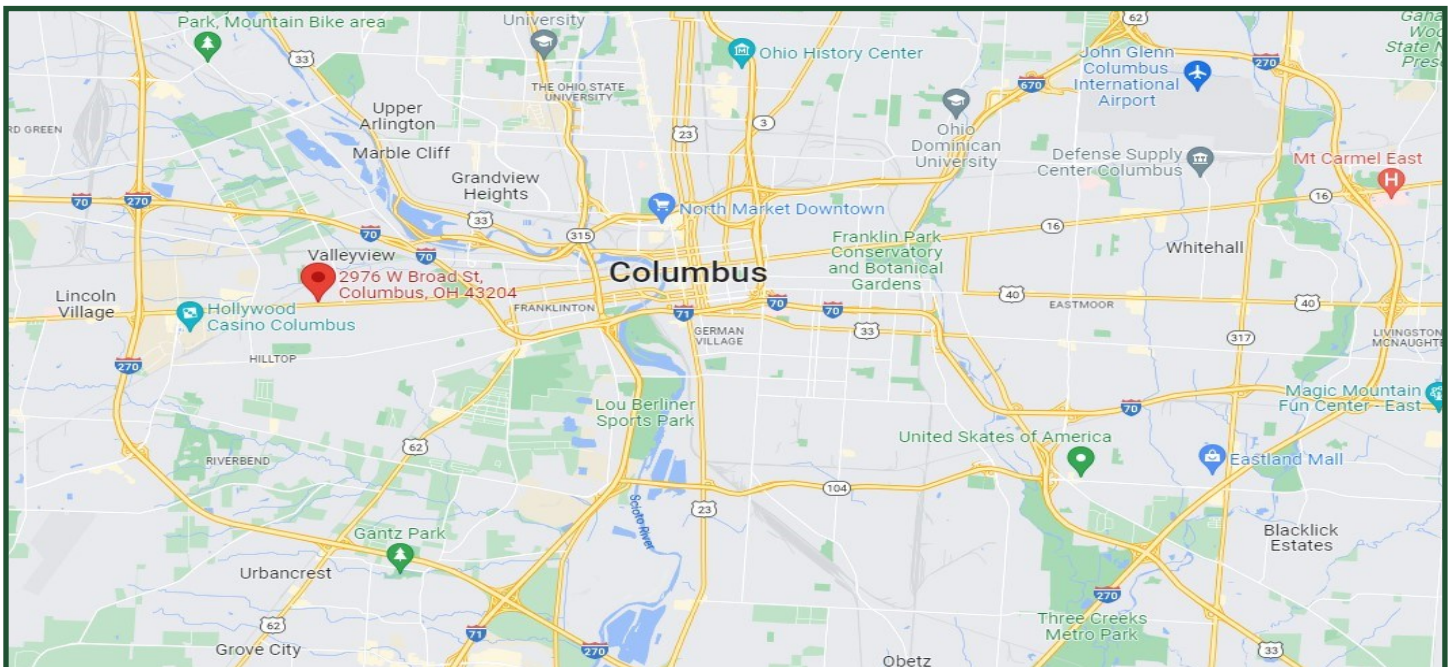 Park, Mountain Bike area
University
62
Gaha
Woo
State N
Prese
33
Ohio History Center
John Glenn
Columbus
International
Airport
270
THE OHIO STATE
UNIVERSITY
670
Upper
Arlington
23
3
Ohio
Dominican
University
RD GREEN
Marble Cliff
Defense Supply
Center Columbus
Mt Carmel East
H
Grandview
Heights
16
70
270
North Market Downtown
33
315
16
70
Franklin Park
Conservatory
and Botanical
Gardens
Whitehall
Valleyview
70
Columbus
2976 W Broad St,
Columbus, OH 43204
Lincoln
Village
Hollywood
Casino Columbus
FRANKLINTON
71
70
70
40
EASTMOOR
40
GERMAN
VILLAGE
33
LIVINGSTON
MCNAUGHTE
317
HILLTOP
270
Magic Mountain
Fun Center - East
Lou Berliner
Sports Park
70
United Skates of America
62
RIVERBEND
Eastland Mall
104
Scioto River
23
Gantz Park
Blacklick
Estates
Urbancrest
270
Three Creeks
Metro Park
62
71
Grove City
270
33
Obetz